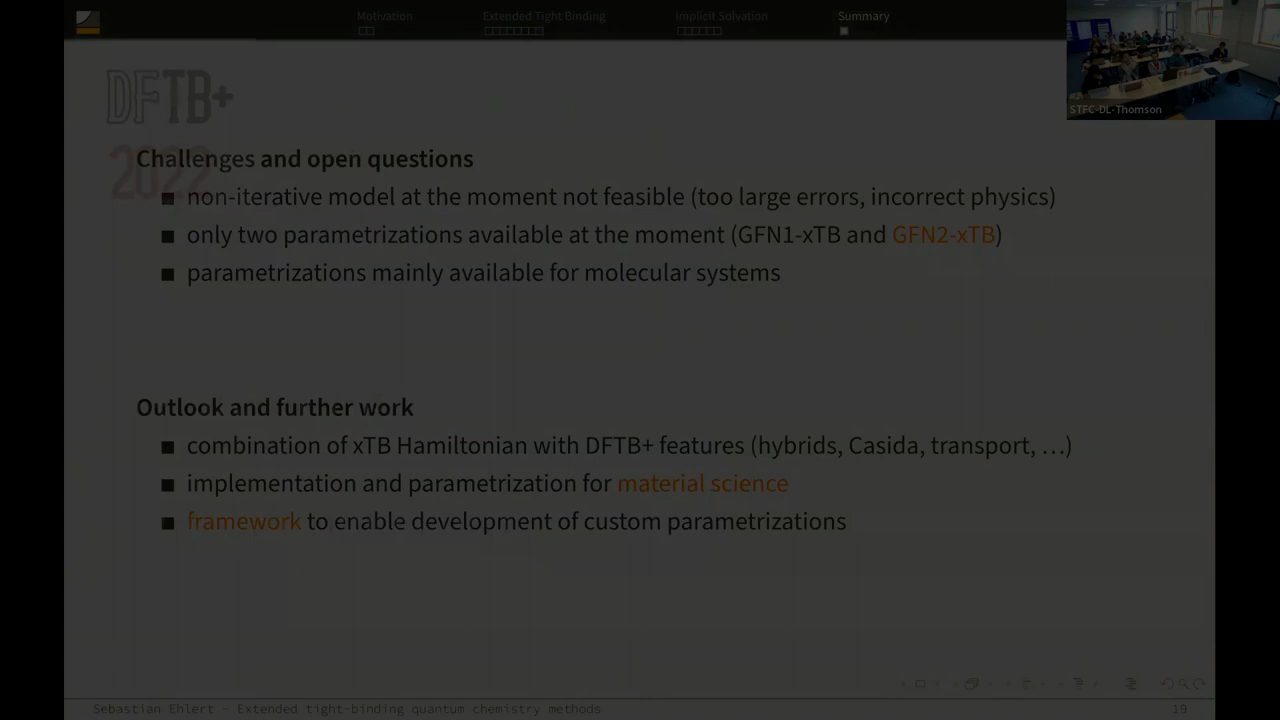 Motivation
Extended Tight Binding
Implicit Solvation
Summary
STFC-DL-Thomson
DFTB+
2022
Challenges and open questions
non-iterative model at the moment not feasible (too large errors, incorrect physics)
only two parametrizations available at the moment (GFN1-xTB and GFN2-xTB)
parametrizations mainly available for molecular systems
Outlook and further work
combination of xTB Hamiltonian with DFTB+ features (hybrids, Casida, transport, …)
implementation and parametrization for material science
framework to enable development of custom parametrizations
Sebastian Ehlert – Extended tight-binding quantum chemistry methods
19